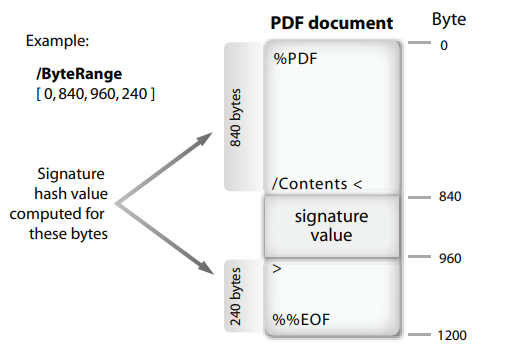 PDF document
Byte
Example:
/ByteRange
[ 0, 840, 960, 240 ]
0
%PDF
840 bytes
Signature
hash value
computed for
these bytes
/Contents <
840
signature
value
960
>
240 bytes
%%EOF
1200